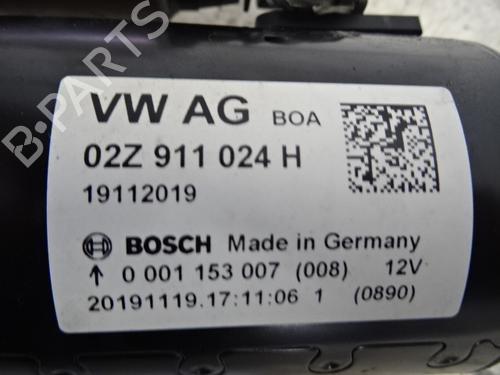 VW AG BOA
02Z 911 024 H
19112019
BOSCH Made in Germany
↑ 0 001 153 007 (008) 12V
20191119.17:11:06 1 (0890)
B-PARTS